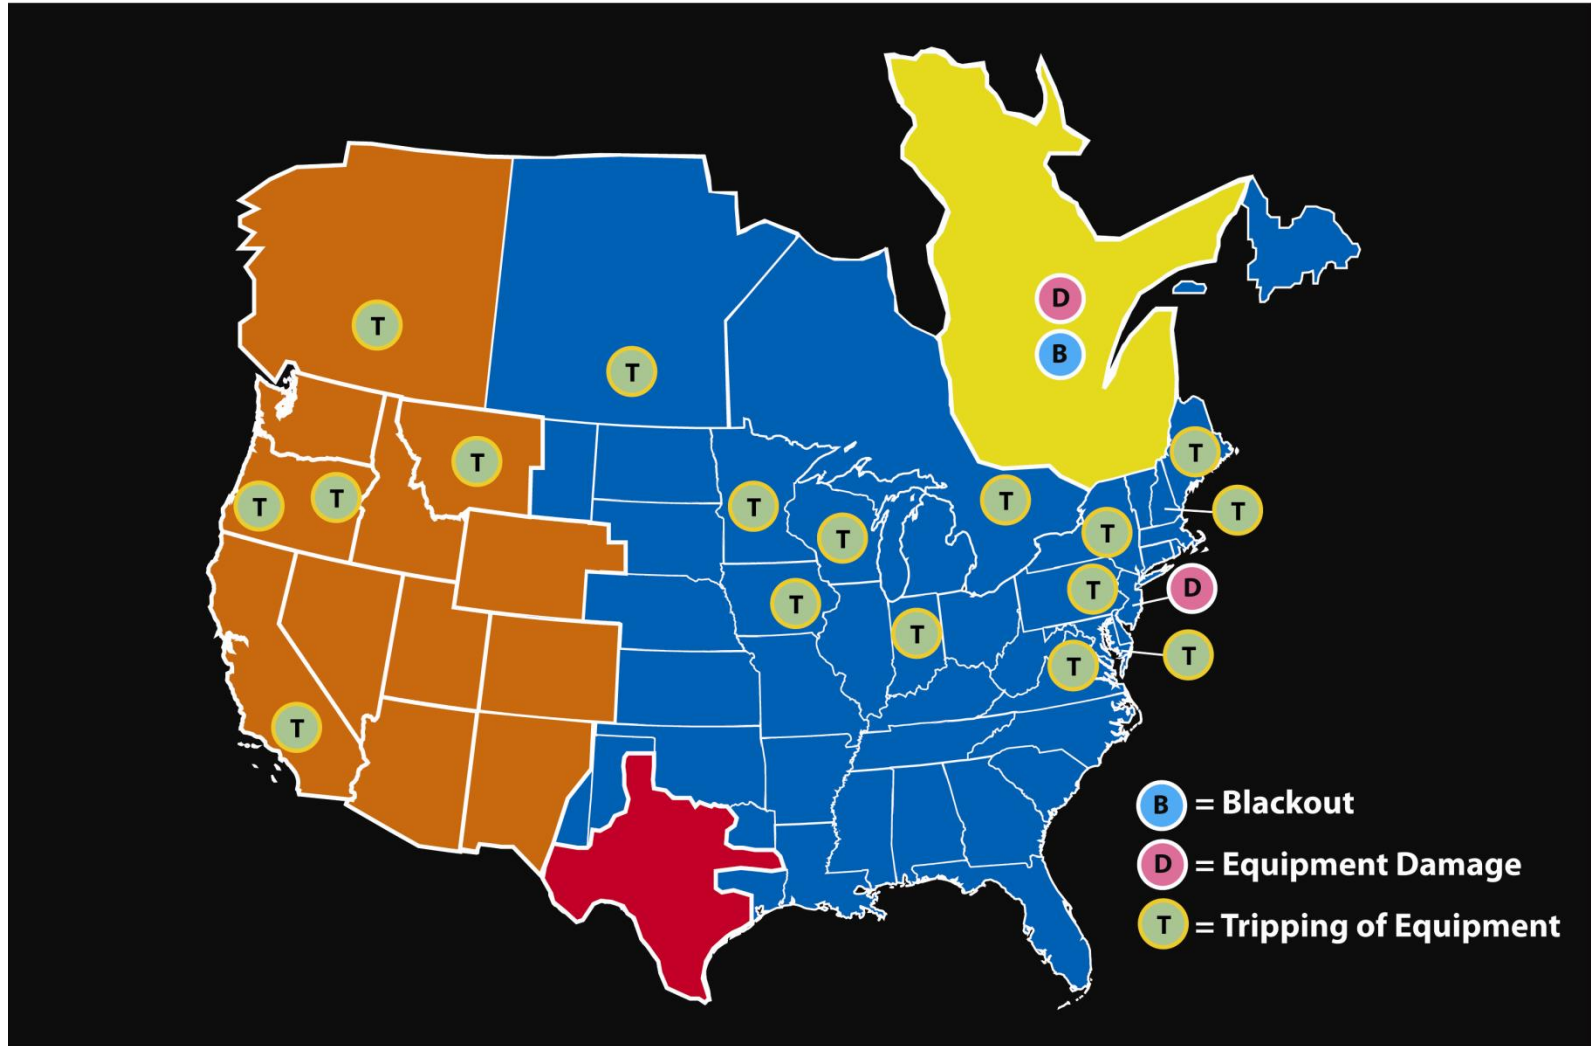 D
B
T
T
T
T
T
T
T
T
T
T
T
T
D
T
T
T
T
T
B = Blackout
D = Equipment Damage
T = Tripping of Equipment